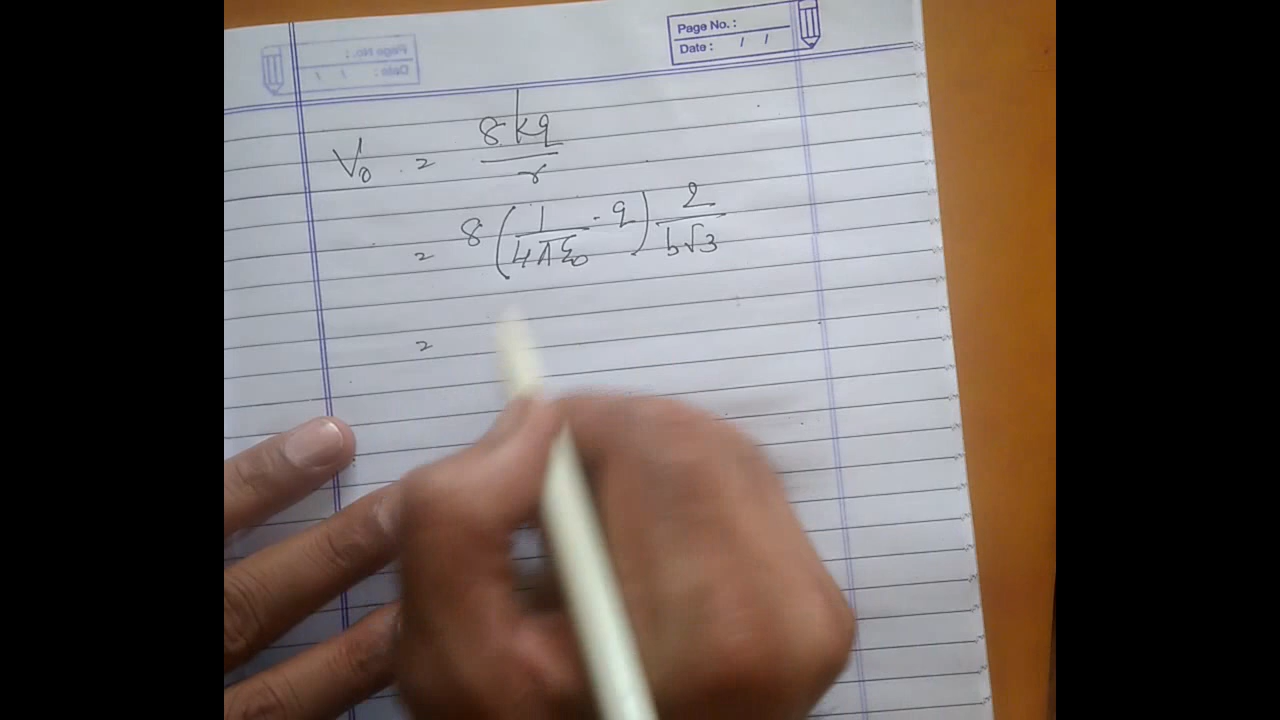 Page No.:
Date: / /
V₀ = 8kq / r
= 8 (1 / 4πε₀ · q) 2 / b√3
=